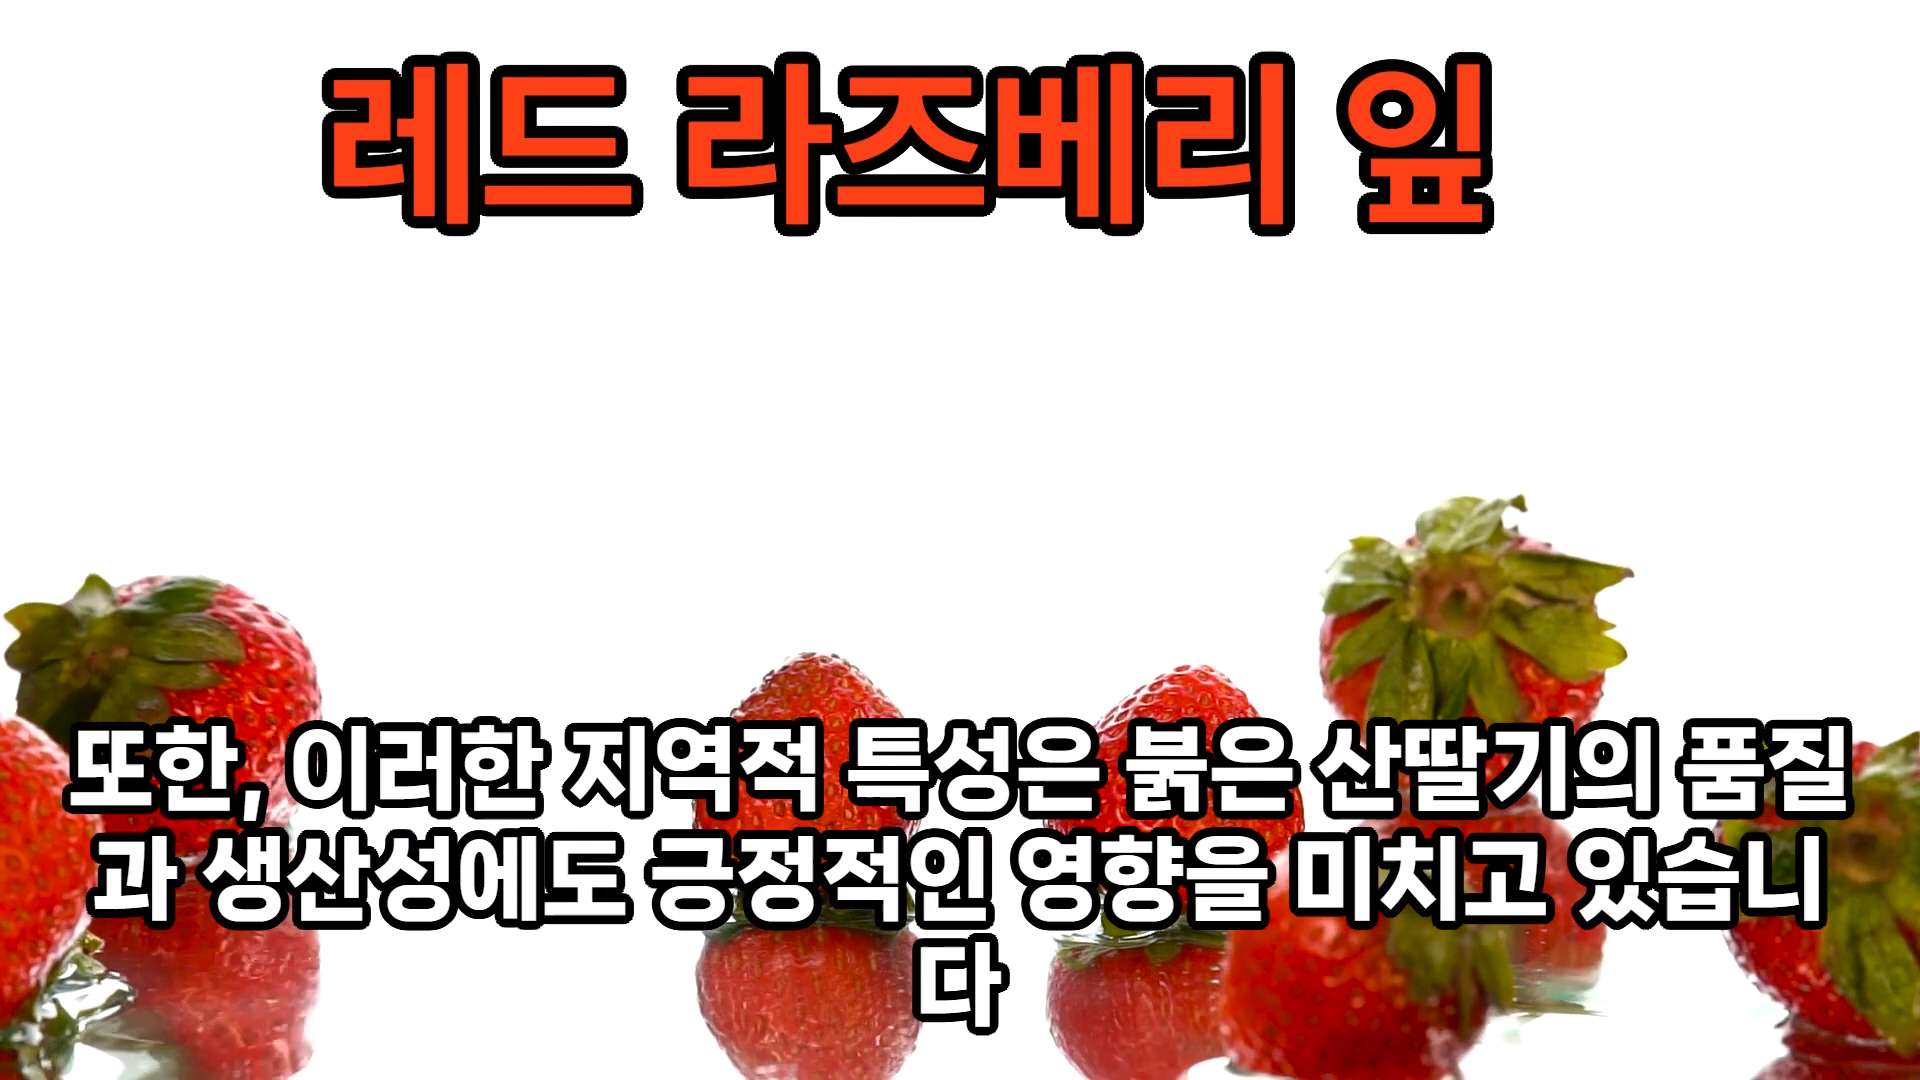 레드 라즈베리 잎
또한, 이러한 지역적 특성은 붉은 산딸기의 품질
과 생산성에도 긍정적인 영향을 미치고 있습니
다